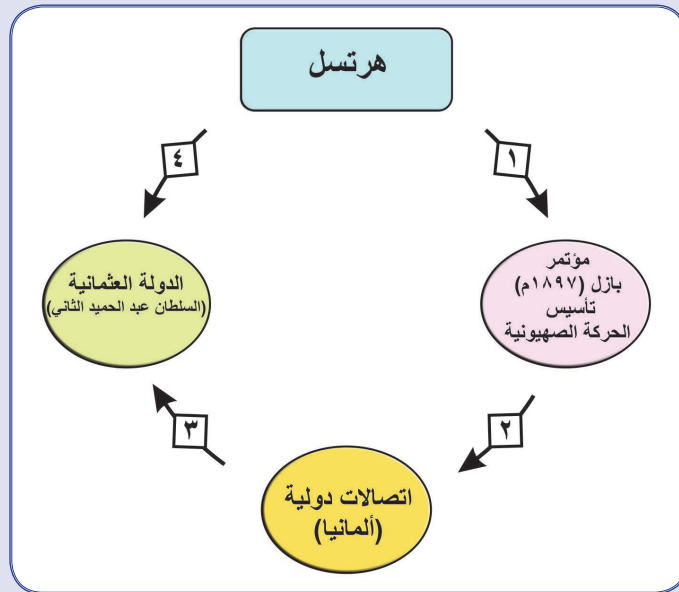 هرتسل
١
مؤتمر
بازل (١٨٩٧م)
تأسيس
الحركة الصهيونية
٢
اتصالات دولية
(ألمانيا)
٣
الدولة العثمانية
(السلطان عبد الحميد الثاني)
٤